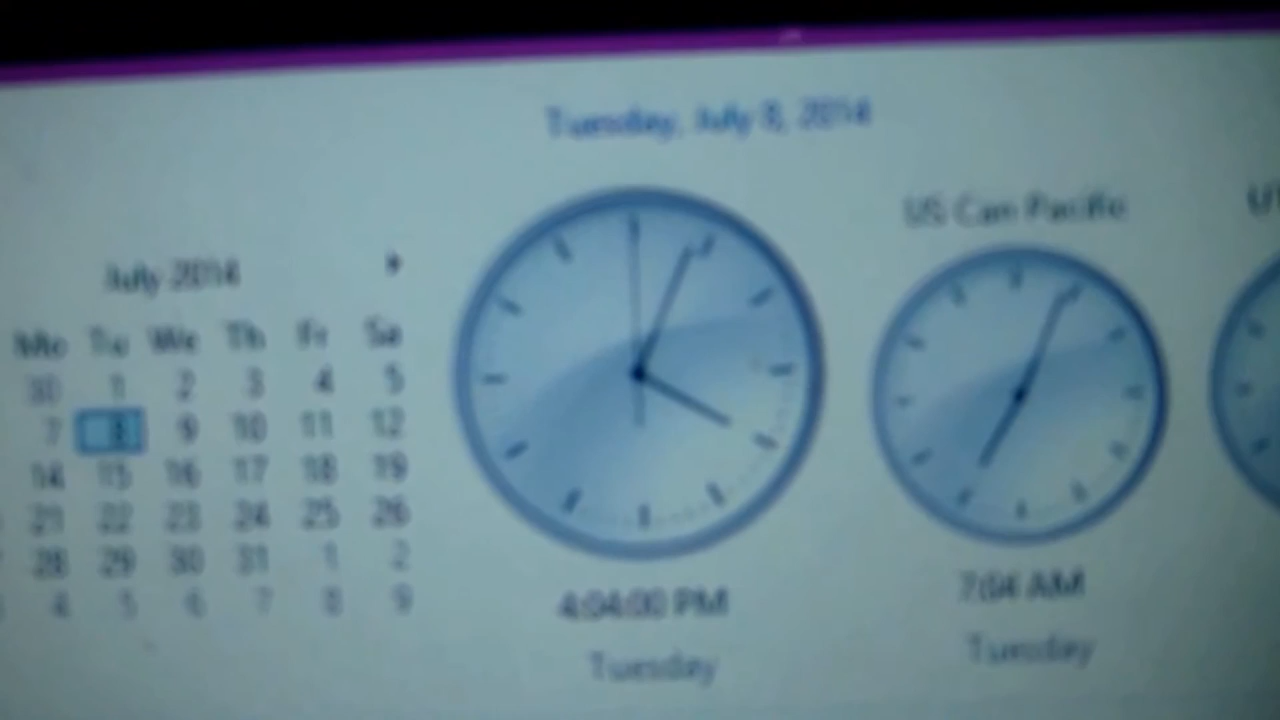 Tuesday, July 8, 2014
US Can Pacific
July 2014
Mo Tu We Th Fr Sa
30 1 2 3 4 5
7 8 9 10 11 12
14 15 16 17 18 19
21 22 23 24 25 26
28 29 30 31 1 2
4 5 6 7 8 9
4:04:00 PM
Tuesday
7:04 AM
Tuesday